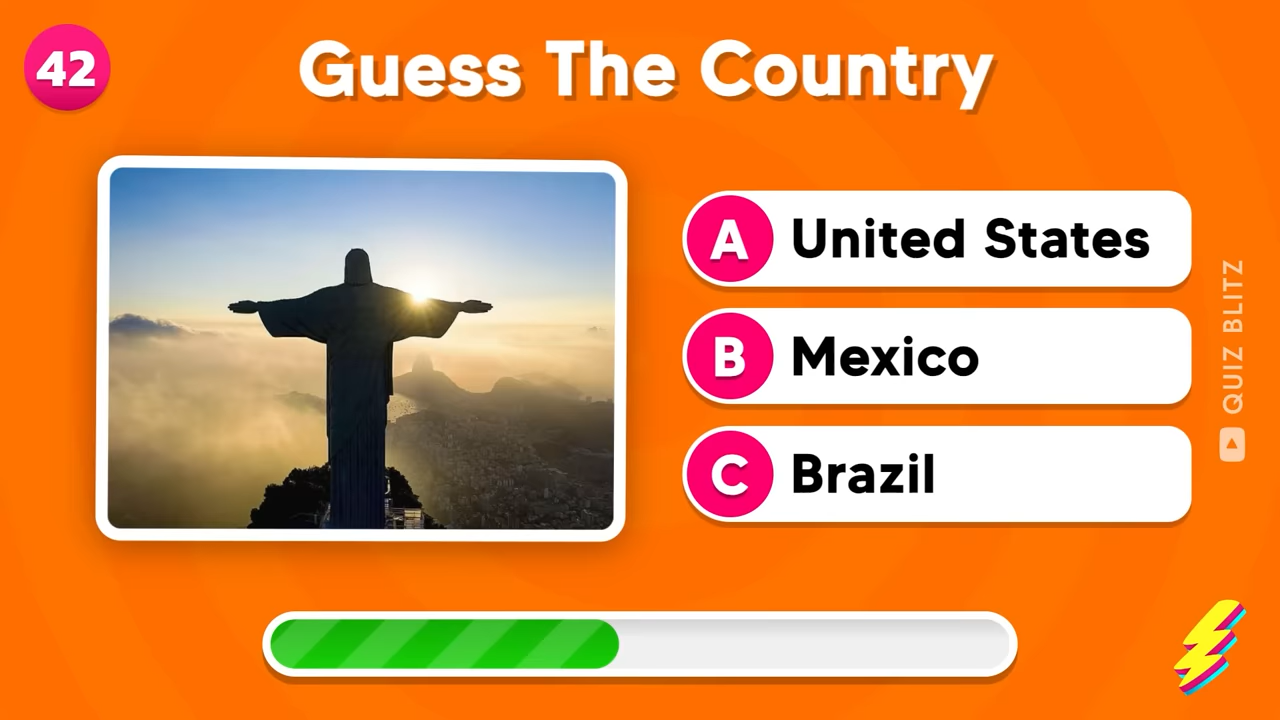 42
Guess The Country
A United States
B Mexico
C Brazil
QUIZ BLITZ